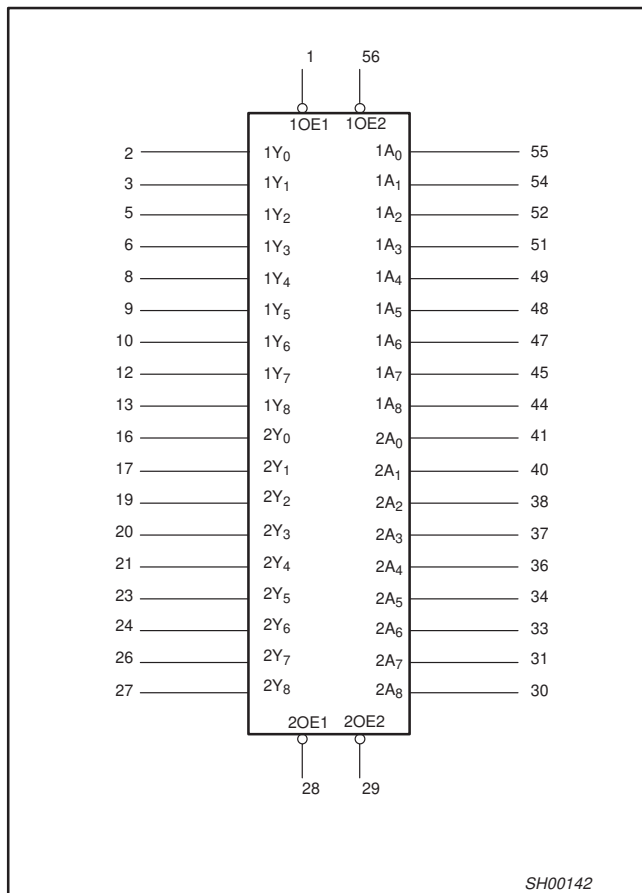 1 56
1OE1 1OE2
2 1Y0 1A0 55
3 1Y1 1A1 54
5 1Y2 1A2 52
6 1Y3 1A3 51
8 1Y4 1A4 49
9 1Y5 1A5 48
10 1Y6 1A6 47
12 1Y7 1A7 45
13 1Y8 1A8 44
16 2Y0 2A0 41
17 2Y1 2A1 40
19 2Y2 2A2 38
20 2Y3 2A3 37
21 2Y4 2A4 36
23 2Y5 2A5 34
24 2Y6 2A6 33
26 2Y7 2A7 31
27 2Y8 2A8 30
2OE1 2OE2
28 29
SH00142